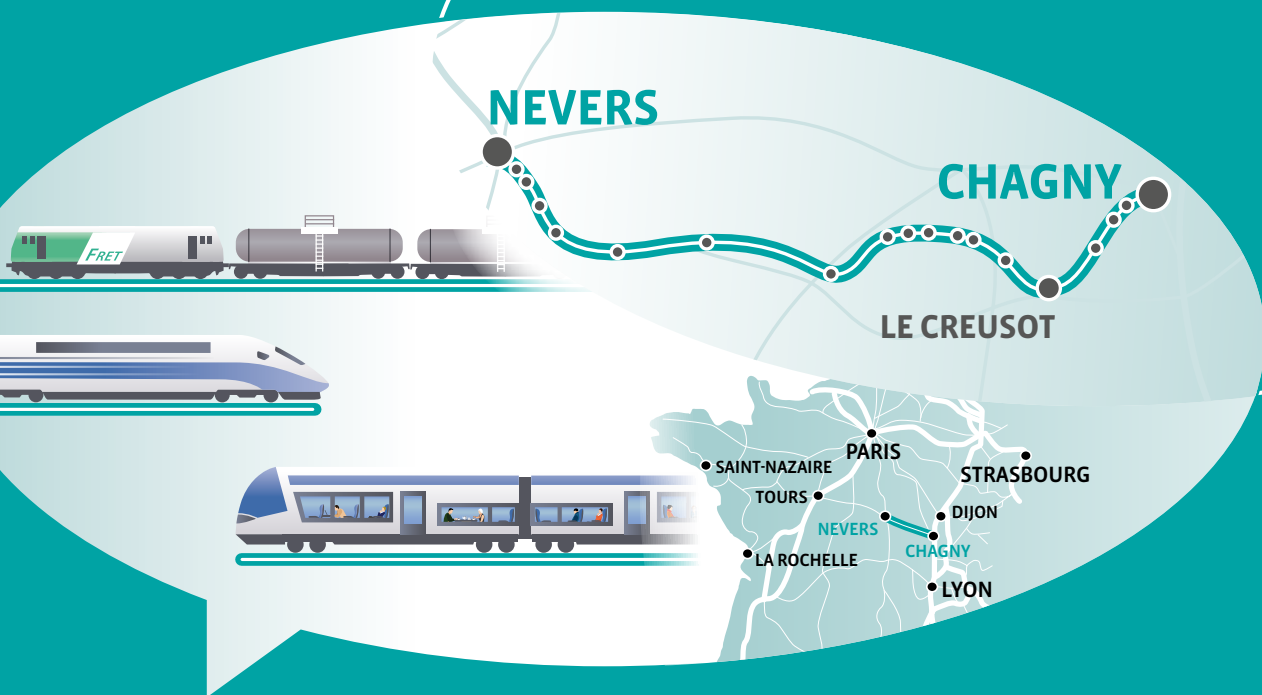 NEVERS
CHAGNY
FRET
LE CREUSOT
PARIS
SAINT-NAZAIRE
STRASBOURG
TOURS
DIJON
NEVERS
CHAGNY
LA ROCHELLE
LYON